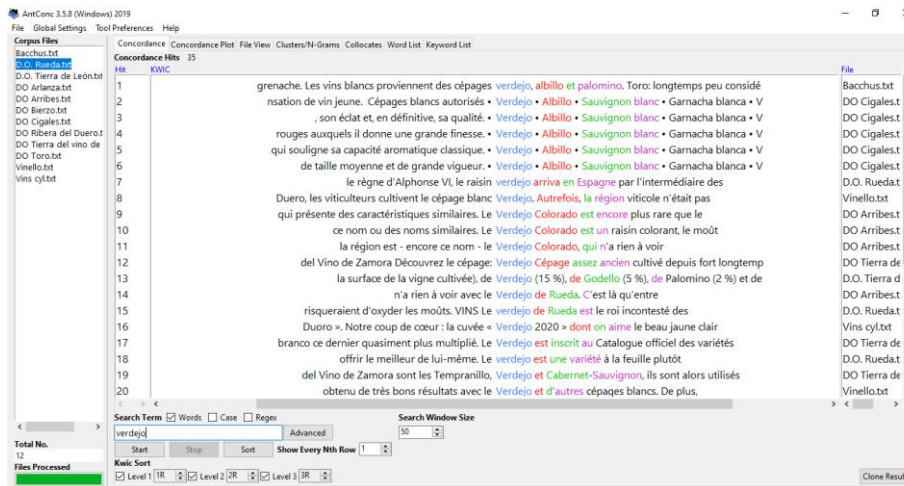 AntConc 3.5.8 (Windows) 2019
File Global Settings Tool Preferences Help
Corpus Files
Bacchus.txt
D.O. Rueda.txt
D.O. Tierra de León.txt
DO Arlanza.txt
DO Arribes.txt
DO Bierzo.txt
DO Cigales.txt
DO Ribera del Duero.t
DO Tierra del vino de
DO Toro.txt
Vinello.txt
Vins cyl.txt
Concordance Concordance Plot File View Clusters/N-Grams Collocates Word List Keyword List
Concordance Hits 35
Hit KWIC File
1 grenache. Les vins blancs proviennent des cépages verdejo, albillo et palomino. Toro: longtemps peu considé Bacchus.txt
2 nsation de vin jeune. Cépages blancs autorisés • Verdejo • Albillo • Sauvignon blanc • Garnacha blanca • V DO Cigales.t
3 , son éclat et, en définitive, sa qualité. • Verdejo • Albillo • Sauvignon blanc • Garnacha blanca • V DO Cigales.t
4 rouges auxquels il donne une grande finesse. • Verdejo • Albillo • Sauvignon blanc • Garnacha blanca • V DO Cigales.t
5 qui souligne sa capacité aromatique classique. • Verdejo • Albillo • Sauvignon blanc • Garnacha blanca • V DO Cigales.t
6 de taille moyenne et de grande vigueur. • Verdejo • Albillo • Sauvignon blanc • Garnacha blanca • V DO Cigales.t
7 le règne d'Alphonse VI, le raisin verdejo arriva en Espagne par l'intermédiaire des D.O. Rueda.t
8 Duero, les viticulteurs cultivent le cépage blanc Verdejo. Autrefois, la région viticole n'était pas Vinello.txt
9 qui présente des caractéristiques similaires. Le Verdejo Colorado est encore plus rare que le DO Arribes.t
10 ce nom ou des noms similaires. Le Verdejo Colorado est un raisin colorant, le moût DO Arribes.t
11 la région est - encore ce nom - le Verdejo Colorado, qui n'a rien à voir DO Arribes.t
12 del Vino de Zamora Découvrez le cépage: Verdejo Cépage assez ancien cultivé depuis fort longtemp DO Tierra de
13 la surface de la vigne cultivée), de Verdejo (15 %), de Godello (5 %), de Palomino (2 %) et de D.O. Tierra d
14 n'a rien à voir avec le Verdejo de Rueda. C'est là qu'entre DO Arribes.t
15 risqueraient d'oxyder les moûts. VINS Le Verdejo de Rueda est le roi incontesté des D.O. Rueda.t
16 Duoro ». Notre coup de cœur : la cuvée « Verdejo 2020 » dont on aime le beau jaune clair Vins cyl.txt
17 branco ce dernier quasiment plus multiplié. Le Verdejo est inscrit au Catalogue officiel des variétés DO Tierra de
18 offrir le meilleur de lui-même. Le verdejo est une variété à la feuille plutôt D.O. Rueda.t
19 del Vino de Zamora sont les Tempranillo, Verdejo et Cabernet-Sauvignon, ils sont alors utilisés DO Tierra de
20 obtenu de très bons résultats avec le Verdejo et d'autres cépages blancs. De plus, Vinello.txt
Search Term Words Case Regex Search Window Size
verdejo Advanced 50
Start Stop Sort Show Every Nth Row 1
Total No.
12
Files Processed
Kwic Sort
Level 1 1R Level 2 2R Level 3 3R Clone Resul